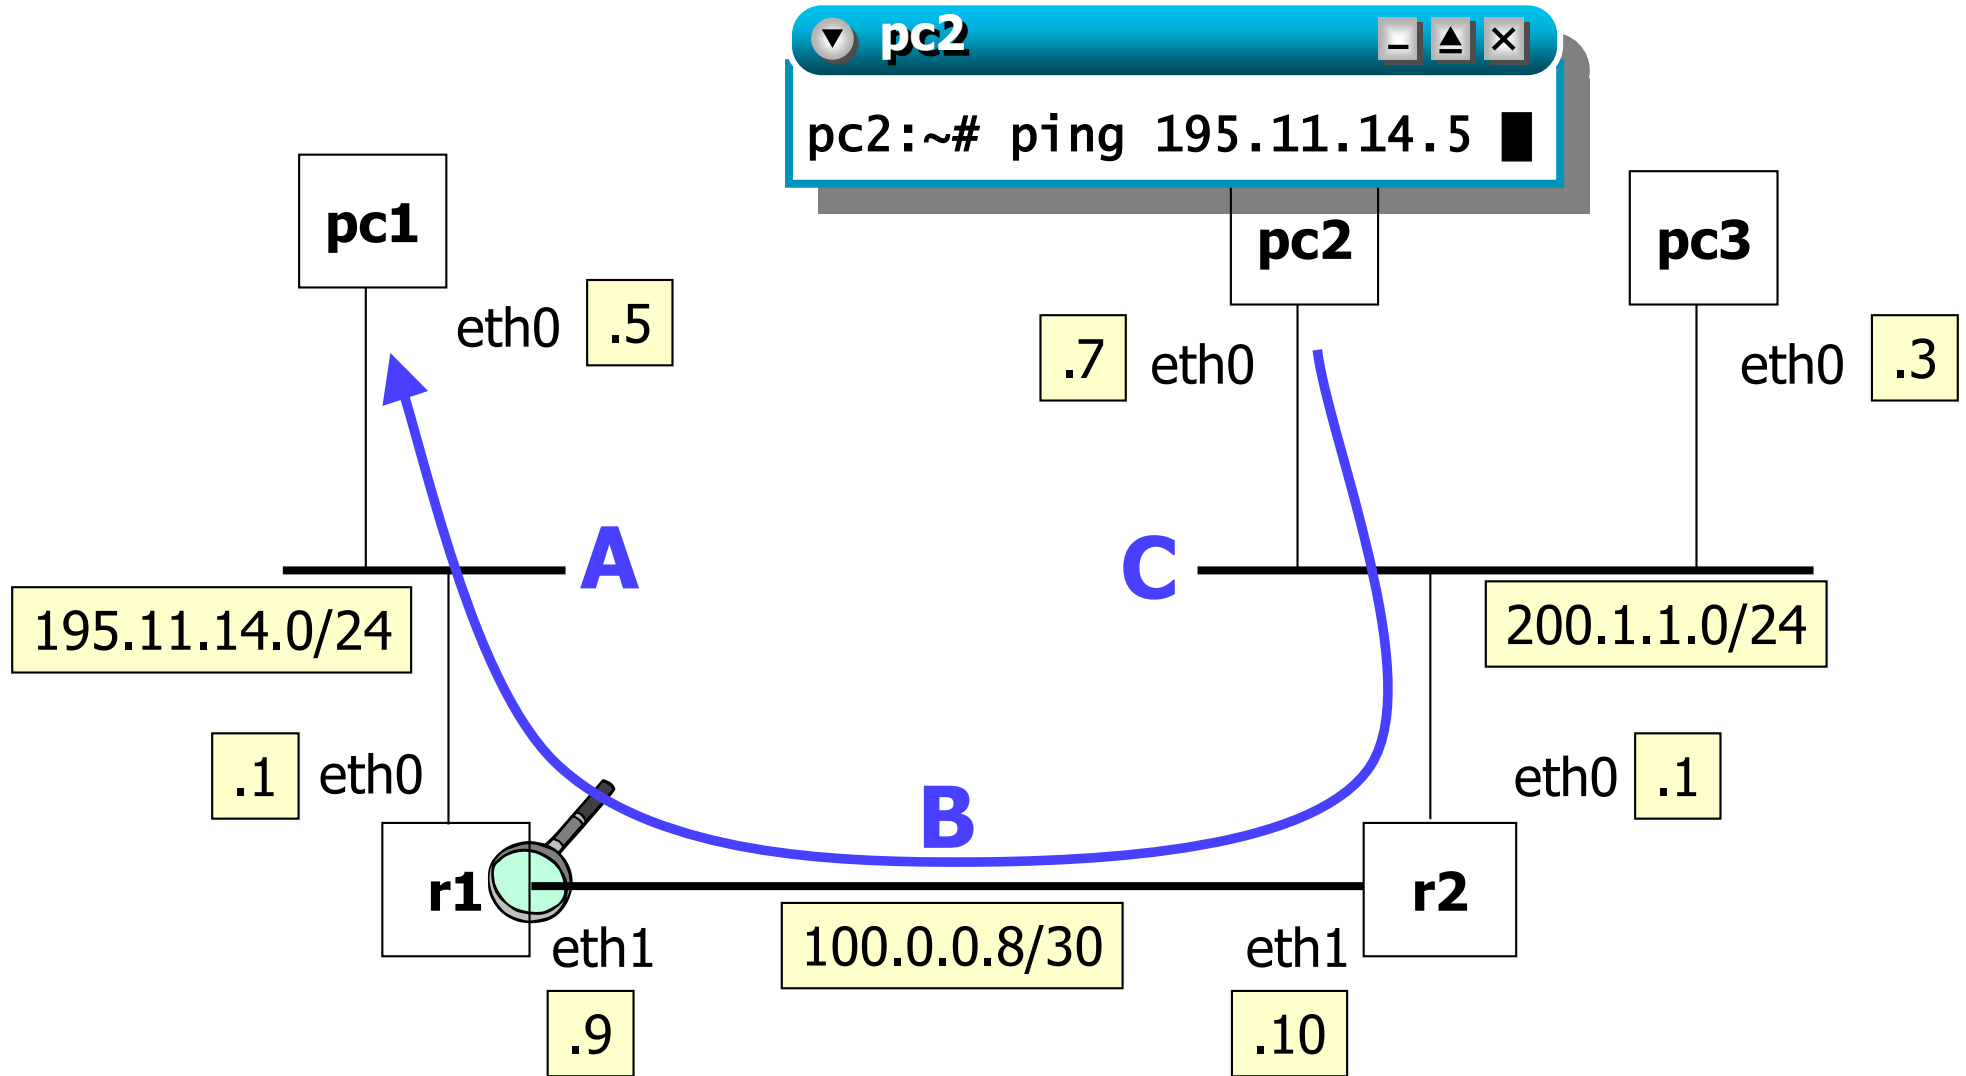 pc2
pc2:~# ping 195.11.14.5
pc1
pc2
pc3
eth0 .5
.7 eth0
eth0 .3
A
C
195.11.14.0/24
200.1.1.0/24
.1 eth0
eth0 .1
B
r1
r2
eth1
100.0.0.8/30
eth1
.9
.10